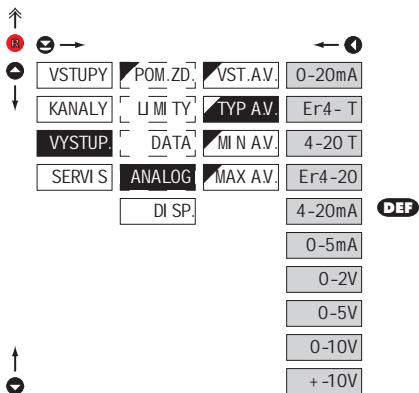 R
VSTUPY POM.ZD. VST.A.V. 0-20mA
KANALY LIMITY TYP A.V. Er4- T
VYSTUP. DATA MIN A.V. 4-20 T
SERVIS ANALOG MAX A.V. Er4-20
DISP. 4-20mA DEF
0-5mA
0-2V
0-5V
0-10V
+-10V